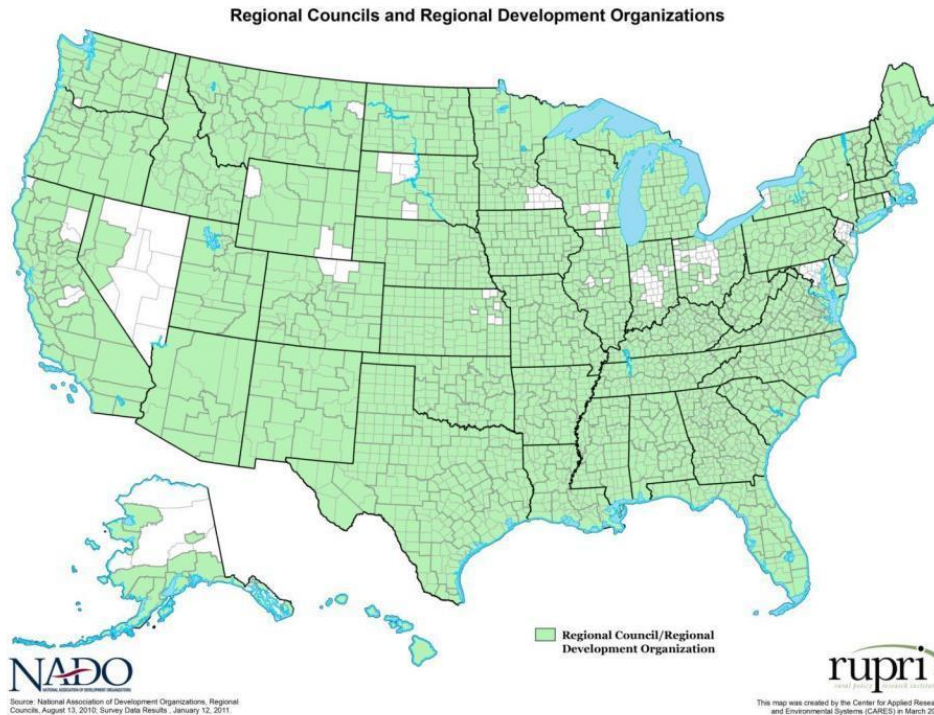 Regional Councils and Regional Development Organizations
Regional Council/Regional
Development Organization
NADO
NATIONAL ASSOCIATION OF DEVELOPMENT ORGANIZATIONS
Source: National Association of Development Organizations, Regional
Councils, August 13, 2010; Survey Data Results , January 12, 2011.
rupri
This map was created by the Center for Applied Resea
and Environmental Systems (CARES) in March 20